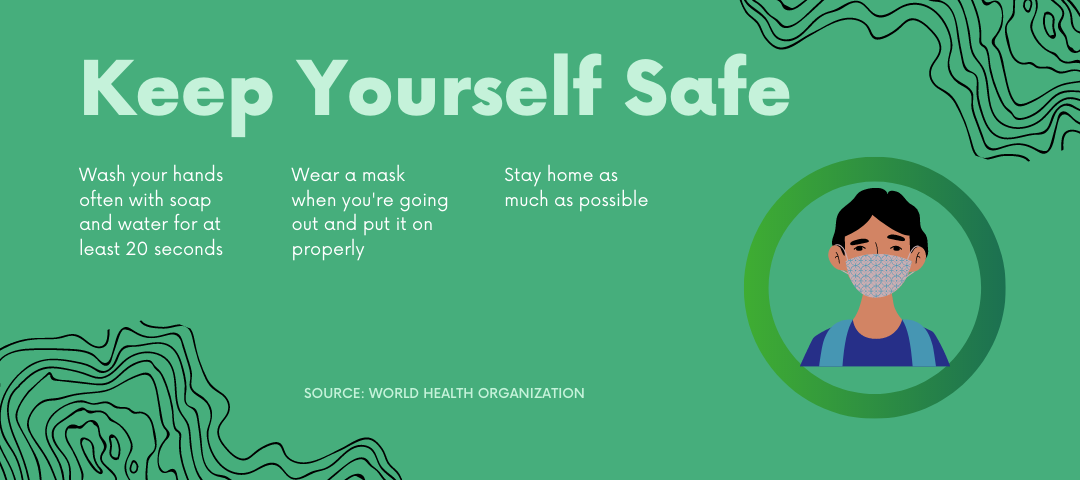 Keep Yourself Safe
Wash your hands
often with soap
and water for at
least 20 seconds
Wear a mask
when you're going
out and put it on
properly
Stay home as
much as possible
SOURCE: WORLD HEALTH ORGANIZATION